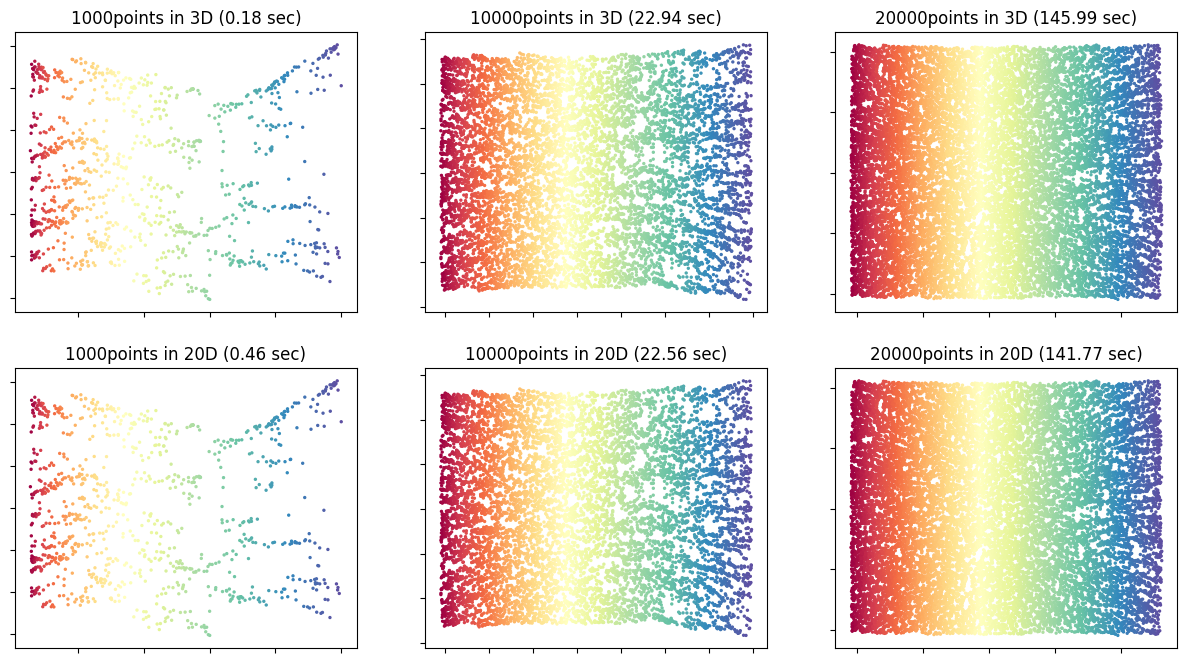 1000points in 3D (0.18 sec)
10000points in 3D (22.94 sec)
20000points in 3D (145.99 sec)
1000points in 20D (0.46 sec)
10000points in 20D (22.56 sec)
20000points in 20D (141.77 sec)